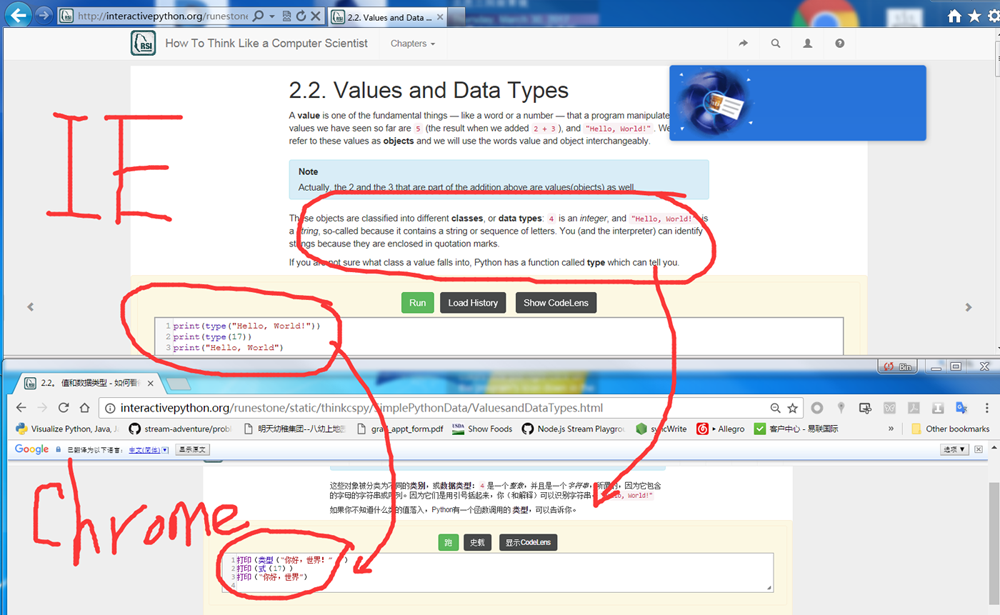 http://interactivepython.org/runestone
2.2. Values and Data ...
RSI
How To Think Like a Computer Scientist
Chapters
2.2. Values and Data Types
A value is one of the fundamental things — like a word or a number — that a program manipulate
values we have seen so far are 5 (the result when we added 2 + 3), and "Hello, World!". We
refer to these values as objects and we will use the words value and object interchangeably.
Note
Actually, the 2 and the 3 that are part of the addition above are values(objects) as well.
These objects are classified into different classes, or data types: 4 is an integer, and "Hello, World!" is
a string, so-called because it contains a string or sequence of letters. You (and the interpreter) can identify
strings because they are enclosed in quotation marks.
If you are not sure what class a value falls into, Python has a function called type which can tell you.
IE
Run
Load History
Show CodeLens
1 print(type("Hello, World!"))
2 print(type(17))
3 print("Hello, World")
Bin
2.2。 值和数据类型 - 如何
interactivepython.org/runestone/static/thinkcspy/SimplePythonData/ValuesandDataTypes.html
Visualize Python, Java, J
stream-adventure/probl
明天幼稚集团--八幼上地
grad_appt_form.pdf
Show Foods
Node.js Stream Playgrou
syncWrite
Allegro
客户中心 - 易联国际
»
Other bookmarks
Google
已翻译为以下语言:
中文(简体)
显示原文
选项
Chrome
这些对象被分类为不同的类别，或数据类型：4 是一个整数，并且是一个字符串，所谓的，因为它包含
的字母的字符串或序列。因为它们是用引号括起来，你（和解释）可以识别字符串。"Hello, World!"
如果你不知道什么类的值落入，Python有一个函数调用的 类型，可以告诉你。
跑
史载
显示CodeLens
1 打印（类型（"你好，世界！"））
2 打印（式（17））
3 打印（"你好，世界"）
4